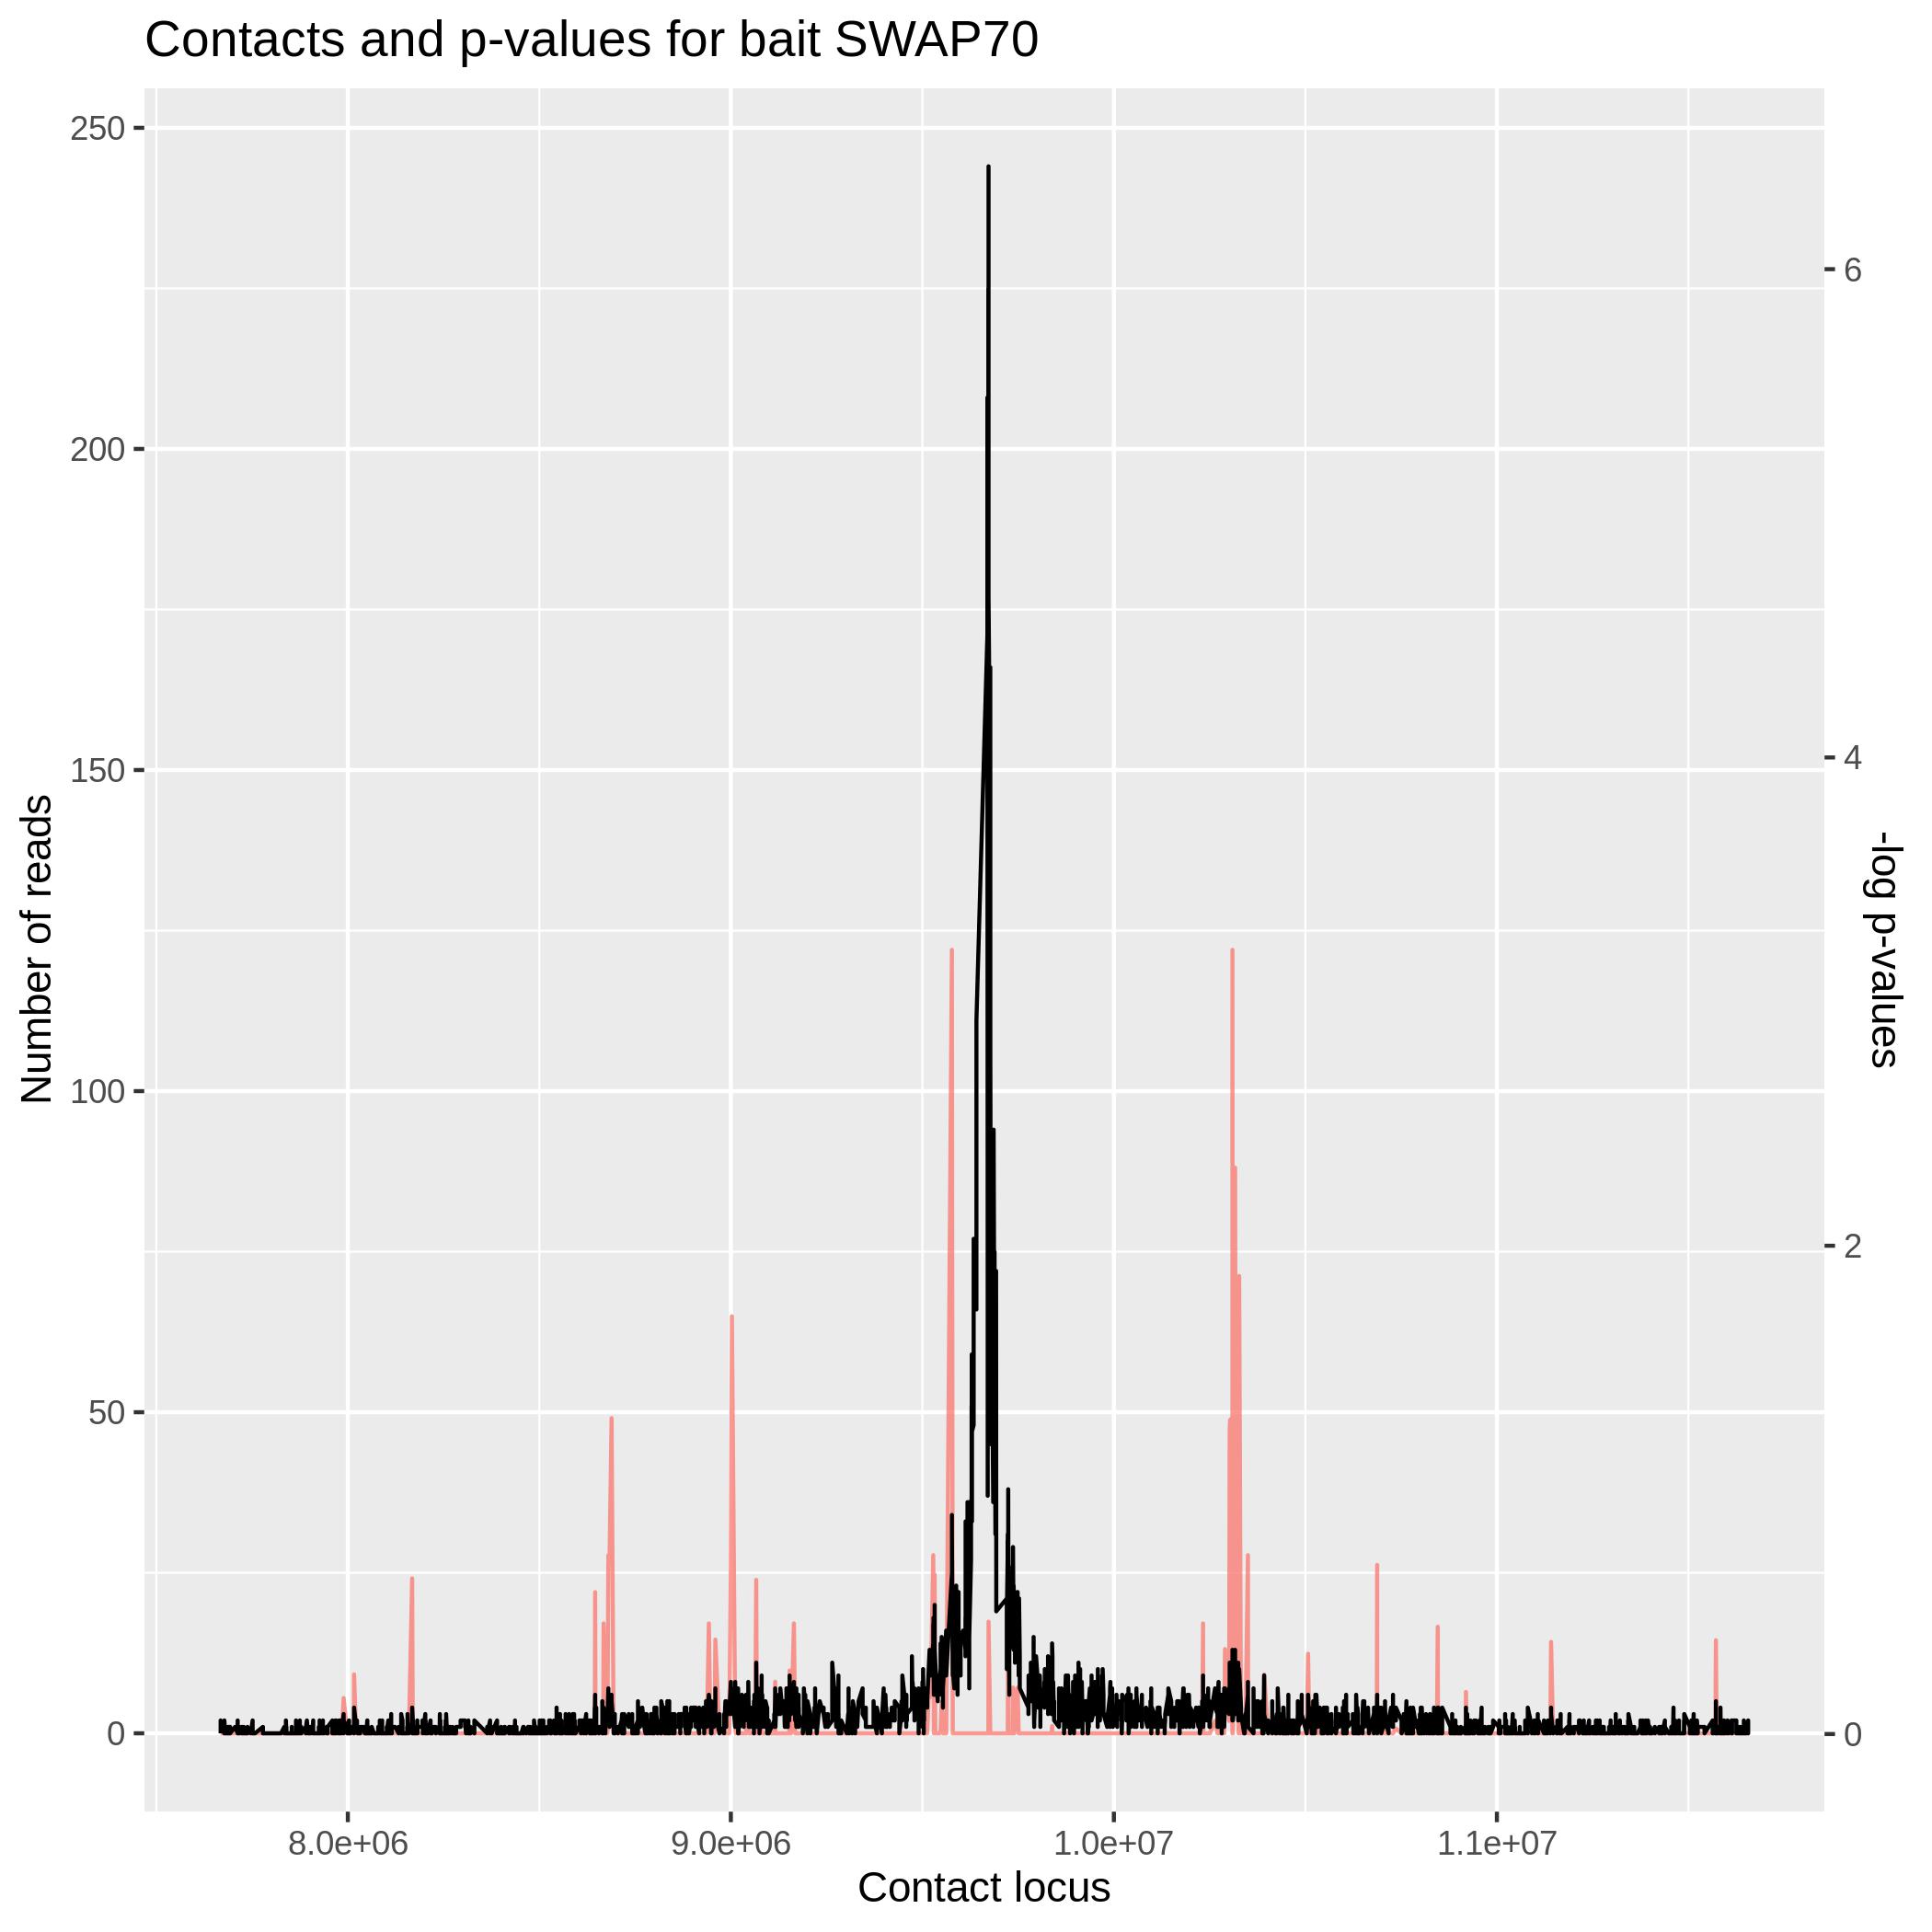 Contacts and p-values for bait SWAP70
250
200
150
100
50
0
Number of reads
6
4
2
0
-log p-values
8.0e+06 9.0e+06 1.0e+07 1.1e+07
Contact locus